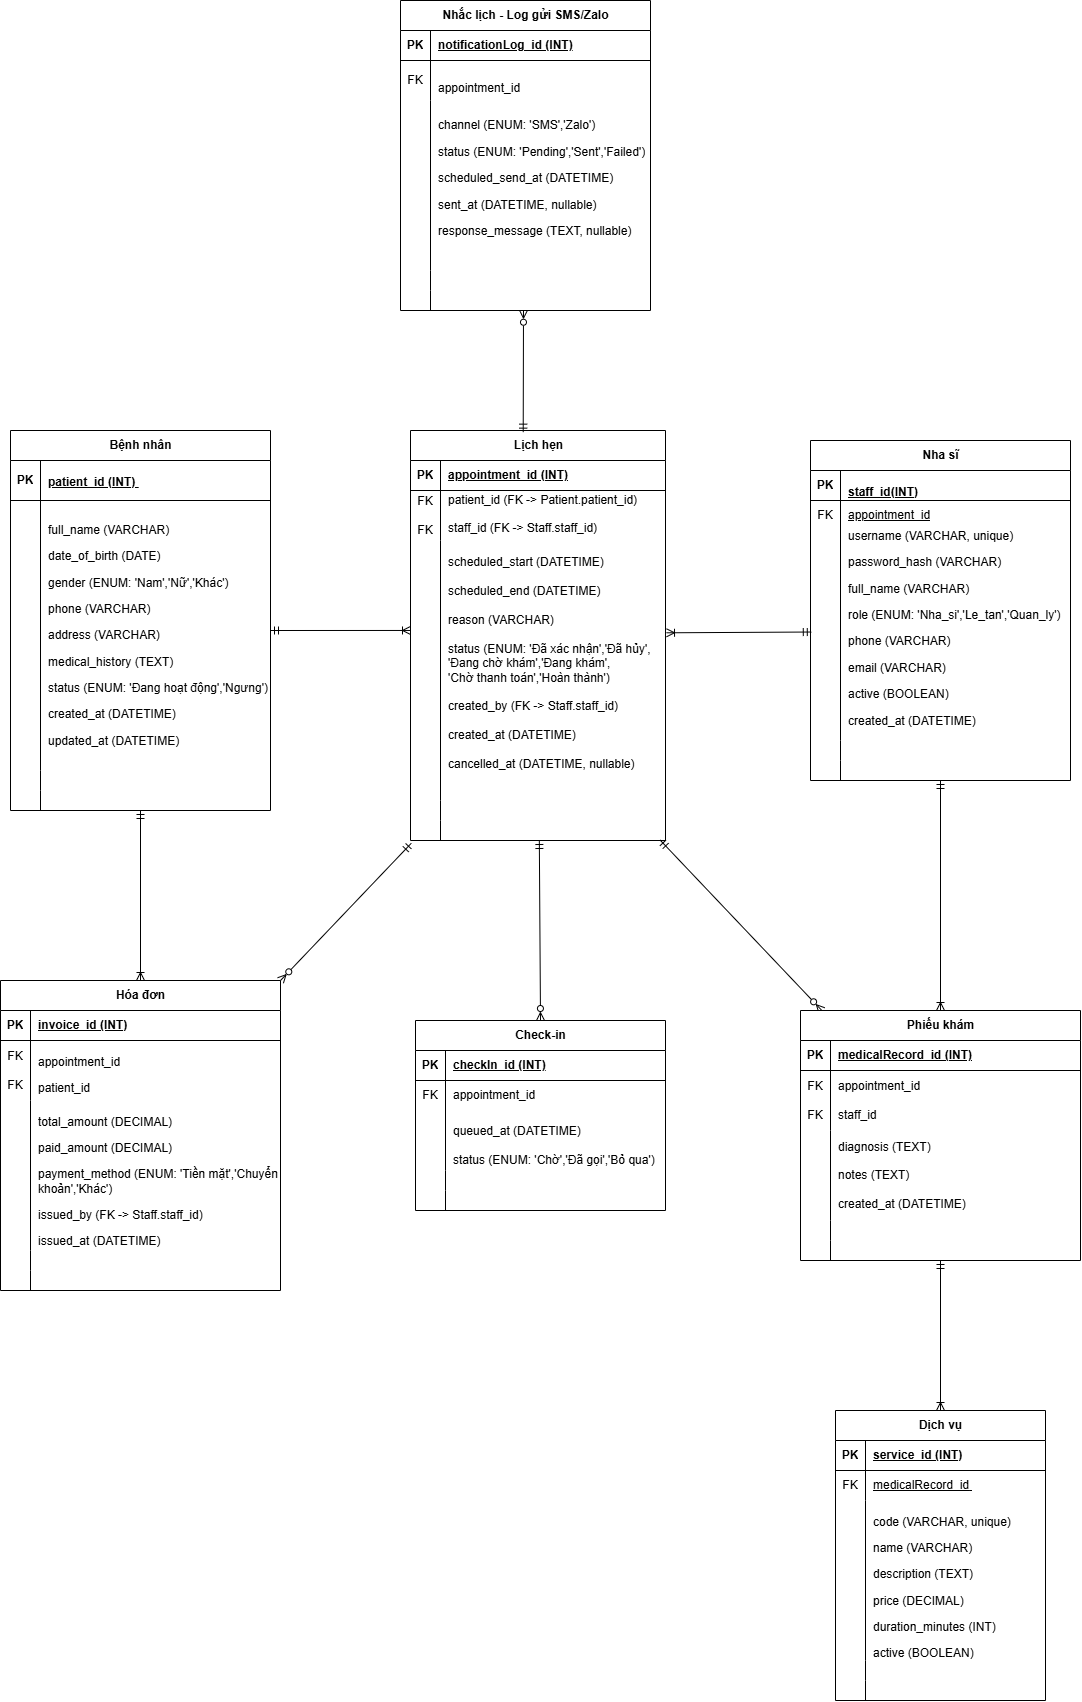 Nhắc lịch - Log gửi SMS/Zalo
PK notificationLog_id (INT)
FK appointment_id
channel (ENUM: 'SMS','Zalo')
status (ENUM: 'Pending','Sent','Failed')
scheduled_send_at (DATETIME)
sent_at (DATETIME, nullable)
response_message (TEXT, nullable)
Bệnh nhân
PK patient_id (INT)
full_name (VARCHAR)
date_of_birth (DATE)
gender (ENUM: 'Nam','Nữ','Khác')
phone (VARCHAR)
address (VARCHAR)
medical_history (TEXT)
status (ENUM: 'Đang hoạt động','Ngưng')
created_at (DATETIME)
updated_at (DATETIME)
Lịch hẹn
PK appointment_id (INT)
FK patient_id (FK -> Patient.patient_id)
FK staff_id (FK -> Staff.staff_id)
scheduled_start (DATETIME)
scheduled_end (DATETIME)
reason (VARCHAR)
status (ENUM: 'Đã xác nhận','Đã hủy',
'Đang chờ khám','Đang khám',
'Chờ thanh toán','Hoàn thành')
created_by (FK -> Staff.staff_id)
created_at (DATETIME)
cancelled_at (DATETIME, nullable)
Nha sĩ
PK staff_id(INT)
FK appointment_id
username (VARCHAR, unique)
password_hash (VARCHAR)
full_name (VARCHAR)
role (ENUM: 'Nha_si','Le_tan','Quan_ly')
phone (VARCHAR)
email (VARCHAR)
active (BOOLEAN)
created_at (DATETIME)
Hóa đơn
PK invoice_id (INT)
FK appointment_id
FK patient_id
total_amount (DECIMAL)
paid_amount (DECIMAL)
payment_method (ENUM: 'Tiền mặt','Chuyển
khoản','Khác')
issued_by (FK -> Staff.staff_id)
issued_at (DATETIME)
Check-in
PK checkIn_id (INT)
FK appointment_id
queued_at (DATETIME)
status (ENUM: 'Chờ','Đã gọi','Bỏ qua')
Phiếu khám
PK medicalRecord_id (INT)
FK appointment_id
FK staff_id
diagnosis (TEXT)
notes (TEXT)
created_at (DATETIME)
Dịch vụ
PK service_id (INT)
FK medicalRecord_id
code (VARCHAR, unique)
name (VARCHAR)
description (TEXT)
price (DECIMAL)
duration_minutes (INT)
active (BOOLEAN)